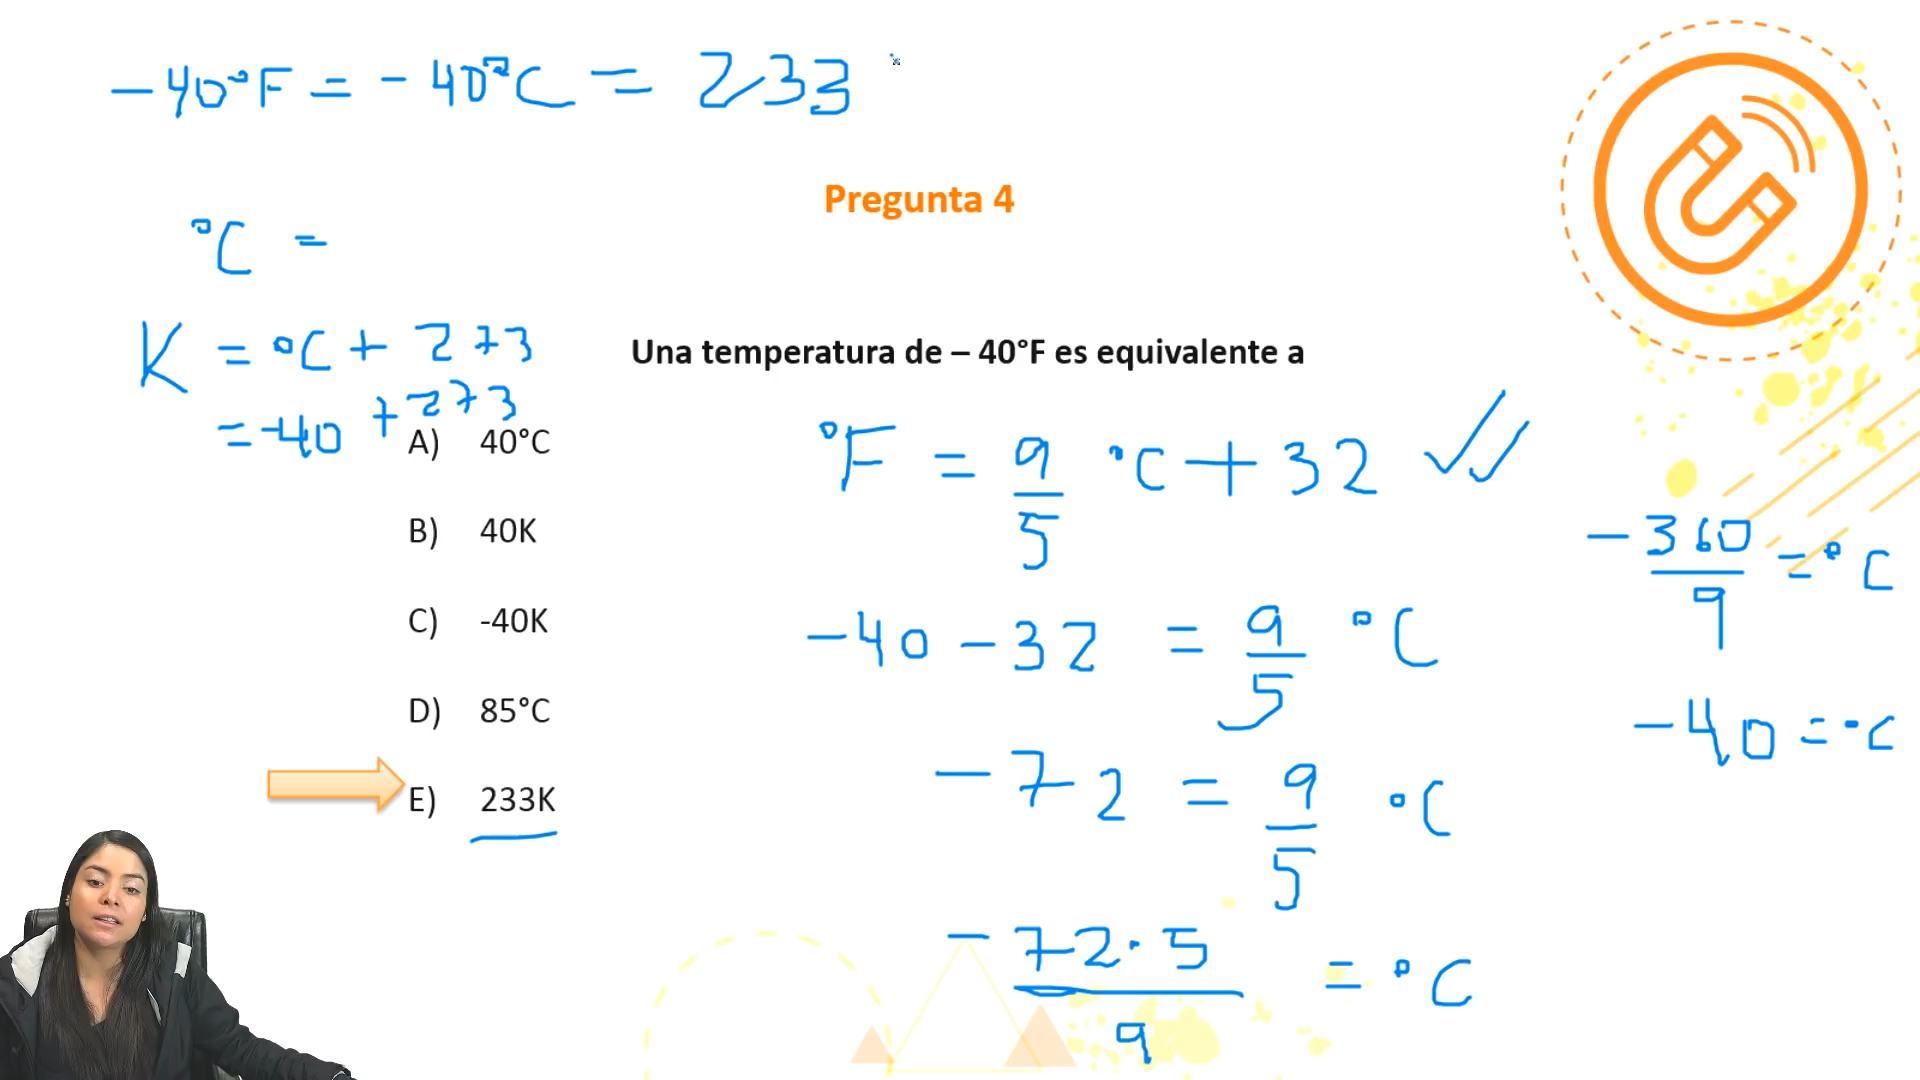 -40°F = -40°C = 233
Pregunta 4
°C =
K = °C + 273
= -40 + 273
Una temperatura de – 40°F es equivalente a
A) 40°C
B) 40K
C) -40K
D) 85°C
E) 233K
°F = 9/5 °C + 32
-40 - 32 = 9/5 °C
-72 = 9/5 °C
-72·5/9 = °C
-360/9 = °C
-40 = °C